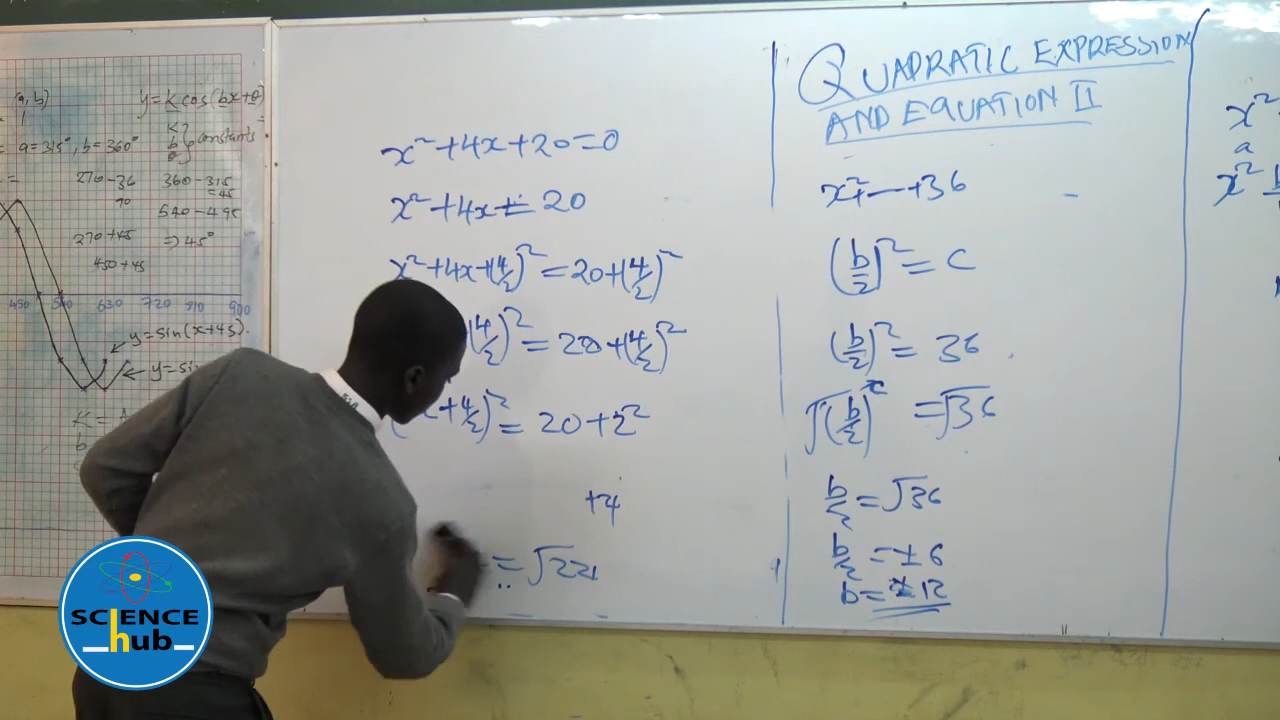 (a, b)
y=k cos(bx+θ)
a=315°, b=360°
constants
270-36
360-315
=45
540-495
270+45
⇒45°
450+45
450
630 720 810 900
y=sin(x+45).
x²+4x+20=0
x²+4x = 20
x²+4x+(4/2)²=20+(4/2)²
(4/2)²=20+(4/2)²
+4/2)²=20+2²
+4
=√24
QUADRATIC EXPRESSION
AND EQUATION II
x²+—+36
(b/2)²=C
(b/2)²=36
√(b/2)²=√36
b/2=√36
b/2=±6
b=±12
x²
a
x²
SCIENCE
hub